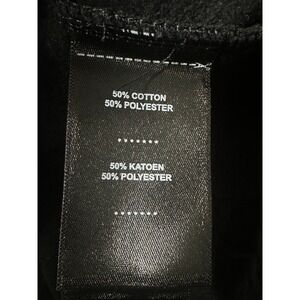 50% COTTON
50% POLYESTER
.......
50% KATOEN
50% POLYESTER
.......